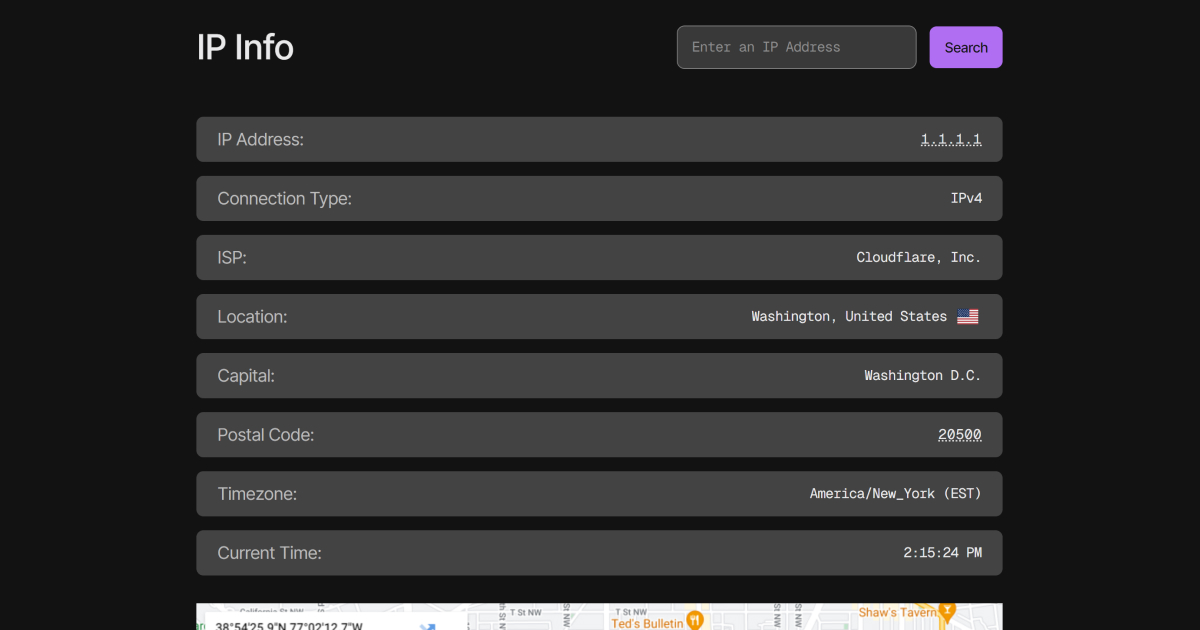 IP Info
Enter an IP Address
Search
IP Address: 1.1.1.1
Connection Type: IPv4
ISP: Cloudflare, Inc.
Location: Washington, United States
Capital: Washington D.C.
Postal Code: 20500
Timezone: America/New_York (EST)
Current Time: 2:15:24 PM
California St NW
T St NW
T St NW
Shaw's Tavern
38°54'25.9"N 77°02'12.7"W
Ted's Bulletin